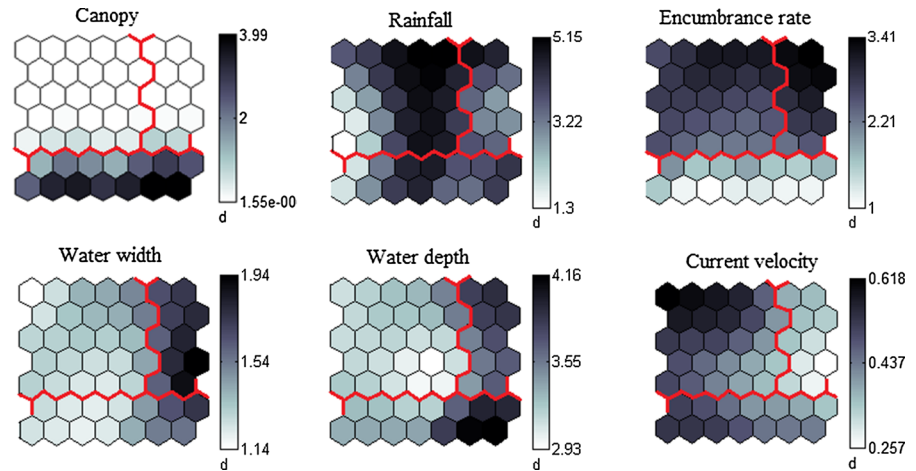 Canopy
3.99
2
1.55e-00
d
Rainfall
5.15
3.22
1.3
d
Encumbrance rate
3.41
2.21
1
d
Water width
1.94
1.54
1.14
d
Water depth
4.16
3.55
2.93
d
Current velocity
0.618
0.437
0.257
d